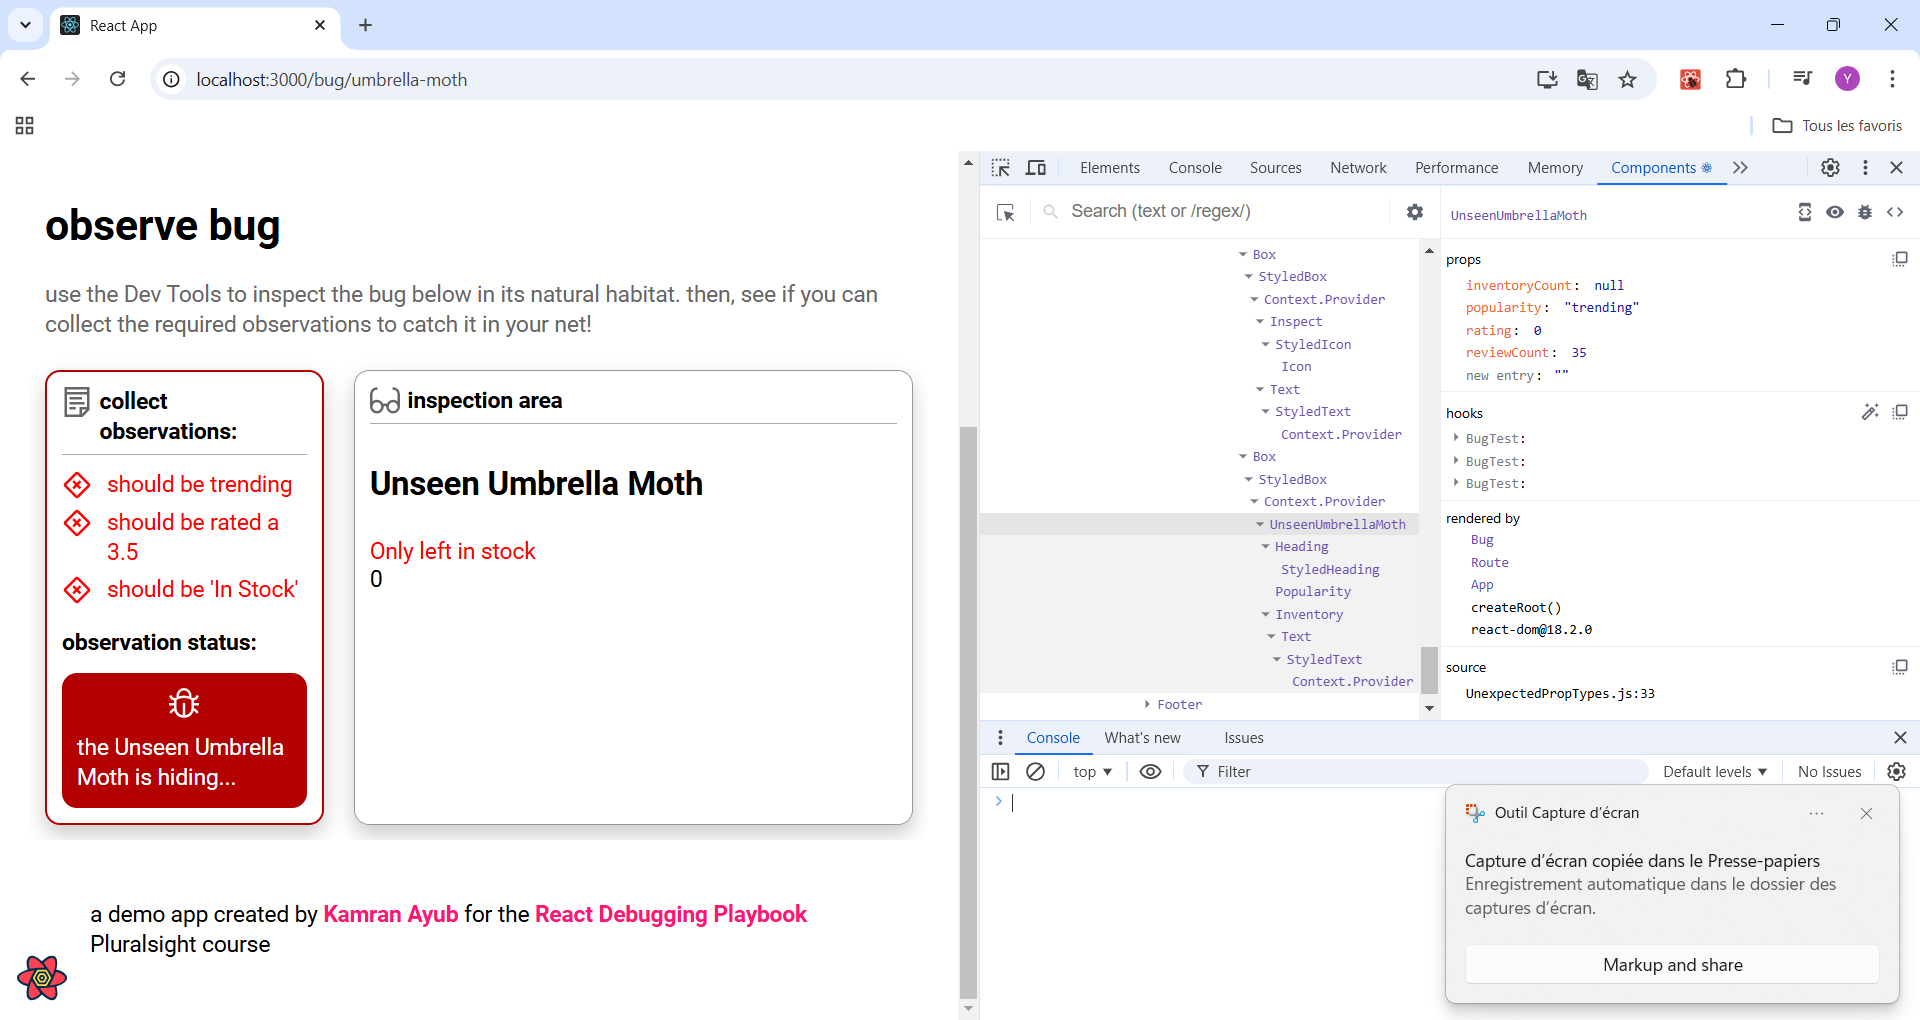 React App
localhost:3000/bug/umbrella-moth
Y
Tous les favoris
observe bug
use the Dev Tools to inspect the bug below in its natural habitat. then, see if you can
collect the required observations to catch it in your net!
collect
observations:
should be trending
should be rated a
3.5
should be 'In Stock'
observation status:
the Unseen Umbrella
Moth is hiding...
inspection area
Unseen Umbrella Moth
Only left in stock
0
a demo app created by Kamran Ayub for the React Debugging Playbook
Pluralsight course
Elements Console Sources Network Performance Memory Components
Search (text or /regex/)
Box
StyledBox
Context.Provider
Inspect
StyledIcon
Icon
Text
StyledText
Context.Provider
Box
StyledBox
Context.Provider
UnseenUmbrellaMoth
Heading
StyledHeading
Popularity
Inventory
Text
StyledText
Context.Provider
Footer
UnseenUmbrellaMoth
props
inventoryCount: null
popularity: "trending"
rating: 0
reviewCount: 35
new entry: ""
hooks
BugTest:
BugTest:
BugTest:
rendered by
Bug
Route
App
createRoot()
react-dom@18.2.0
source
UnexpectedPropTypes.js:33
Console What's new Issues
top Filter Default levels No Issues
Outil Capture d'écran
Capture d'écran copiée dans le Presse-papiers
Enregistrement automatique dans le dossier des
captures d'écran.
Markup and share